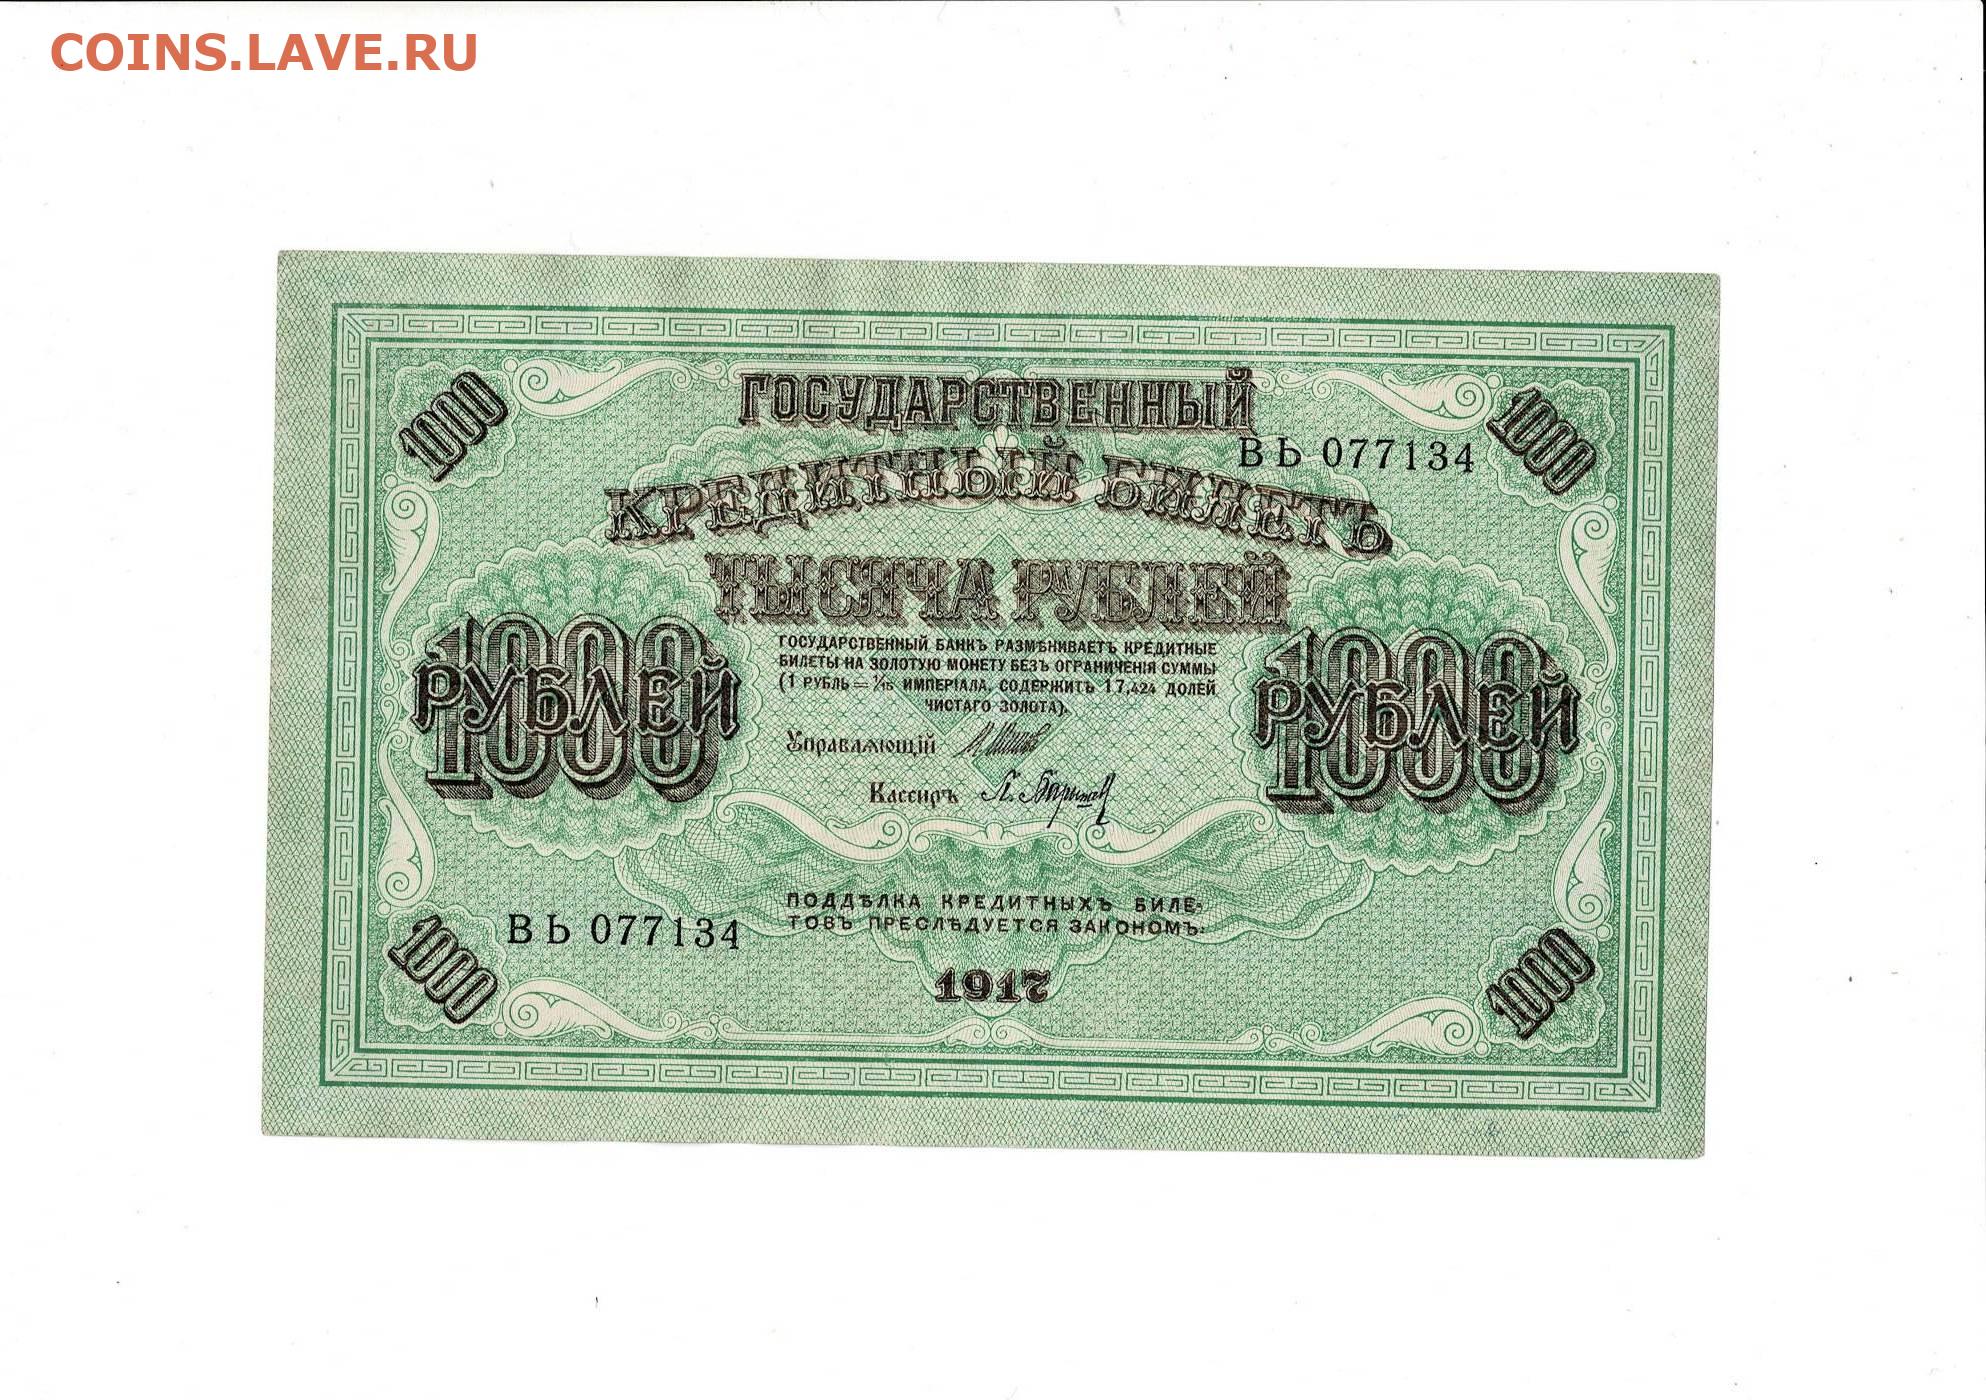 COINS.LAVE.RU
ГОСУДАРСТВЕННЫЙ
1000
1000
ВЬ 077134
КРЕДИТНЫЙ БИЛЕТЪ
ТЫСЯЧА РУБЛЕЙ
1000
РУБЛЕЙ
ГОСУДАРСТВЕННЫЙ БАНКЪ РАЗМѢНИВАЕТЪ КРЕДИТНЫЕ
БИЛЕТЫ НА ЗОЛОТУЮ МОНЕТУ БЕЗЪ ОГРАНИЧЕНІЯ СУММЫ
(1 РУБЛЬ = 1/15 ИМПЕРІАЛА, СОДЕРЖИТЪ 17,424 ДОЛЕЙ
ЧИСТАГО ЗОЛОТА).
1000
РУБЛЕЙ
Управляющій
Кассиръ
ПОДДѢЛКА КРЕДИТНЫХЪ БИЛЕ-
ТОВЪ ПРЕСЛѢДУЕТСЯ ЗАКОНОМЪ.
ВЬ 077134
1917
1000
1000